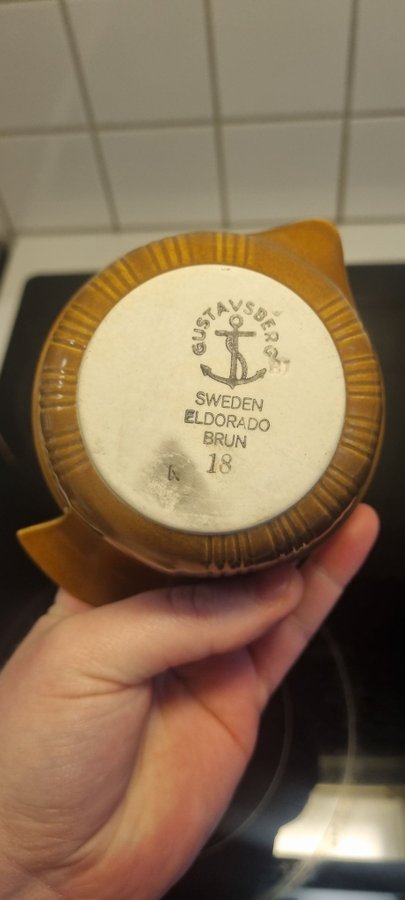 GUSTAVSBERG
SWEDEN
ELDORADO
BRUN
18